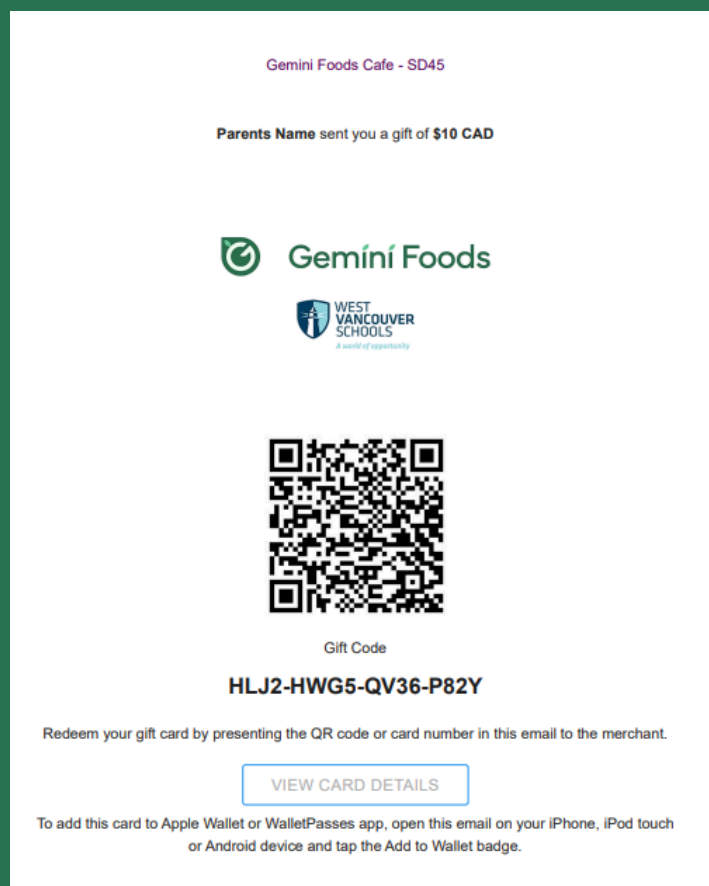 Gemini Foods Cafe - SD45
Parents Name sent you a gift of $10 CAD
Gemini Foods
WEST
VANCOUVER
SCHOOLS
A world of opportunity
Gift Code
HLJ2-HWG5-QV36-P82Y
Redeem your gift card by presenting the QR code or card number in this email to the merchant.
VIEW CARD DETAILS
To add this card to Apple Wallet or WalletPasses app, open this email on your iPhone, iPod touch
or Android device and tap the Add to Wallet badge.